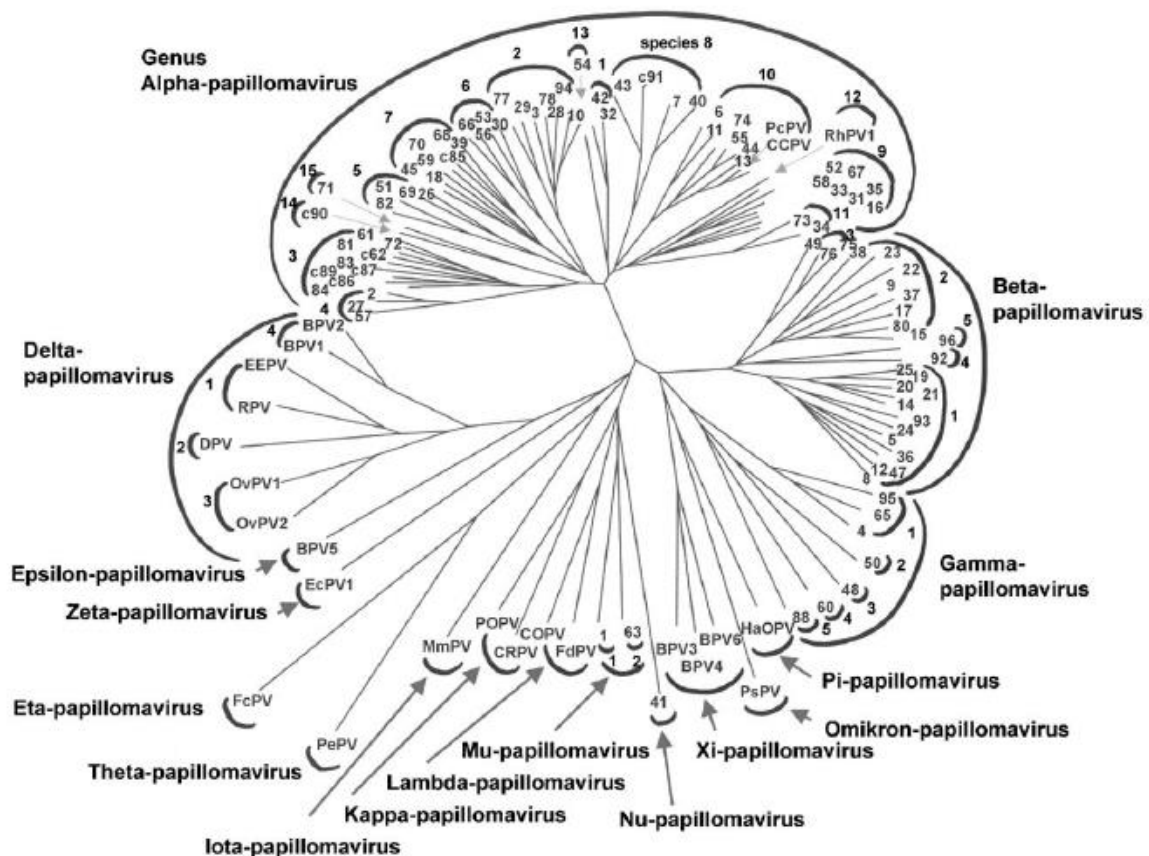 Genus
Alpha-papillomavirus
13
54
2
1
species 8
6
77
94
78
29
3
28
10
42
32
43
c91
7
40
10
6
74
11
55
44
13
PcPV
CCPV
12
RhPV1
9
52
67
58
33
35
31
16
7
66
53
30
56
68
39
70
c85
59
45
18
5
51
69
26
82
15
71
14
c90
3
61
81
72
c62
83
c89
c87
c86
84
4
2
27
57
73
11
34
Beta-
papillomavirus
3
49
75
76
38
23
2
22
9
37
17
80
15
5
96
92
4
25
19
20
21
14
93
1
24
5
36
12
47
8
Delta-
papillomavirus
4
BPV2
BPV1
1
EEPV
RPV
2
DPV
OvPV1
3
OvPV2
BPV5
Epsilon-papillomavirus
EcPV1
Zeta-papillomavirus
FcPV
Eta-papillomavirus
PePV
Theta-papillomavirus
MmPV
Iota-papillomavirus
POPV
CRPV
Kappa-papillomavirus
COPV
FdPV
Lambda-papillomavirus
1
63
1
2
Mu-papillomavirus
41
Nu-papillomavirus
BPV3
BPV6
BPV4
Xi-papillomavirus
PsPV
Omikron-papillomavirus
HaOPV
Pi-papillomavirus
Gamma-
papillomavirus
95
65
4
1
50
2
48
3
60
4
88
5